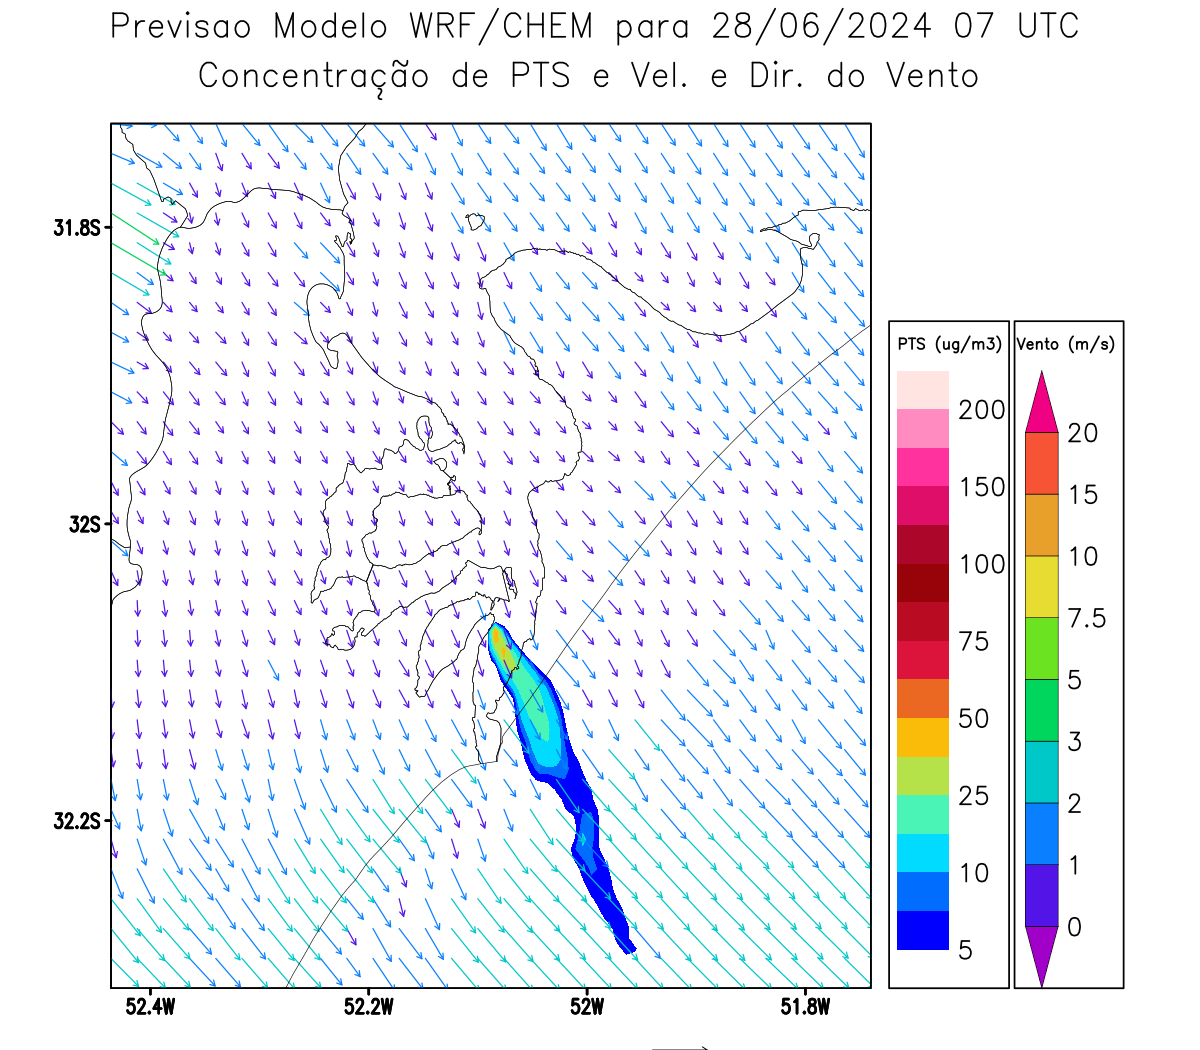 Previsao Modelo WRF/CHEM para 28/06/2024 07 UTC
Concentração de PTS e Vel. e Dir. do Vento
31.8S
32S
32.2S
52.4W
52.2W
52W
51.8W
PTS (ug/m3)
200
150
100
75
50
25
10
5
Vento (m/s)
20
15
10
7.5
5
3
2
1
0